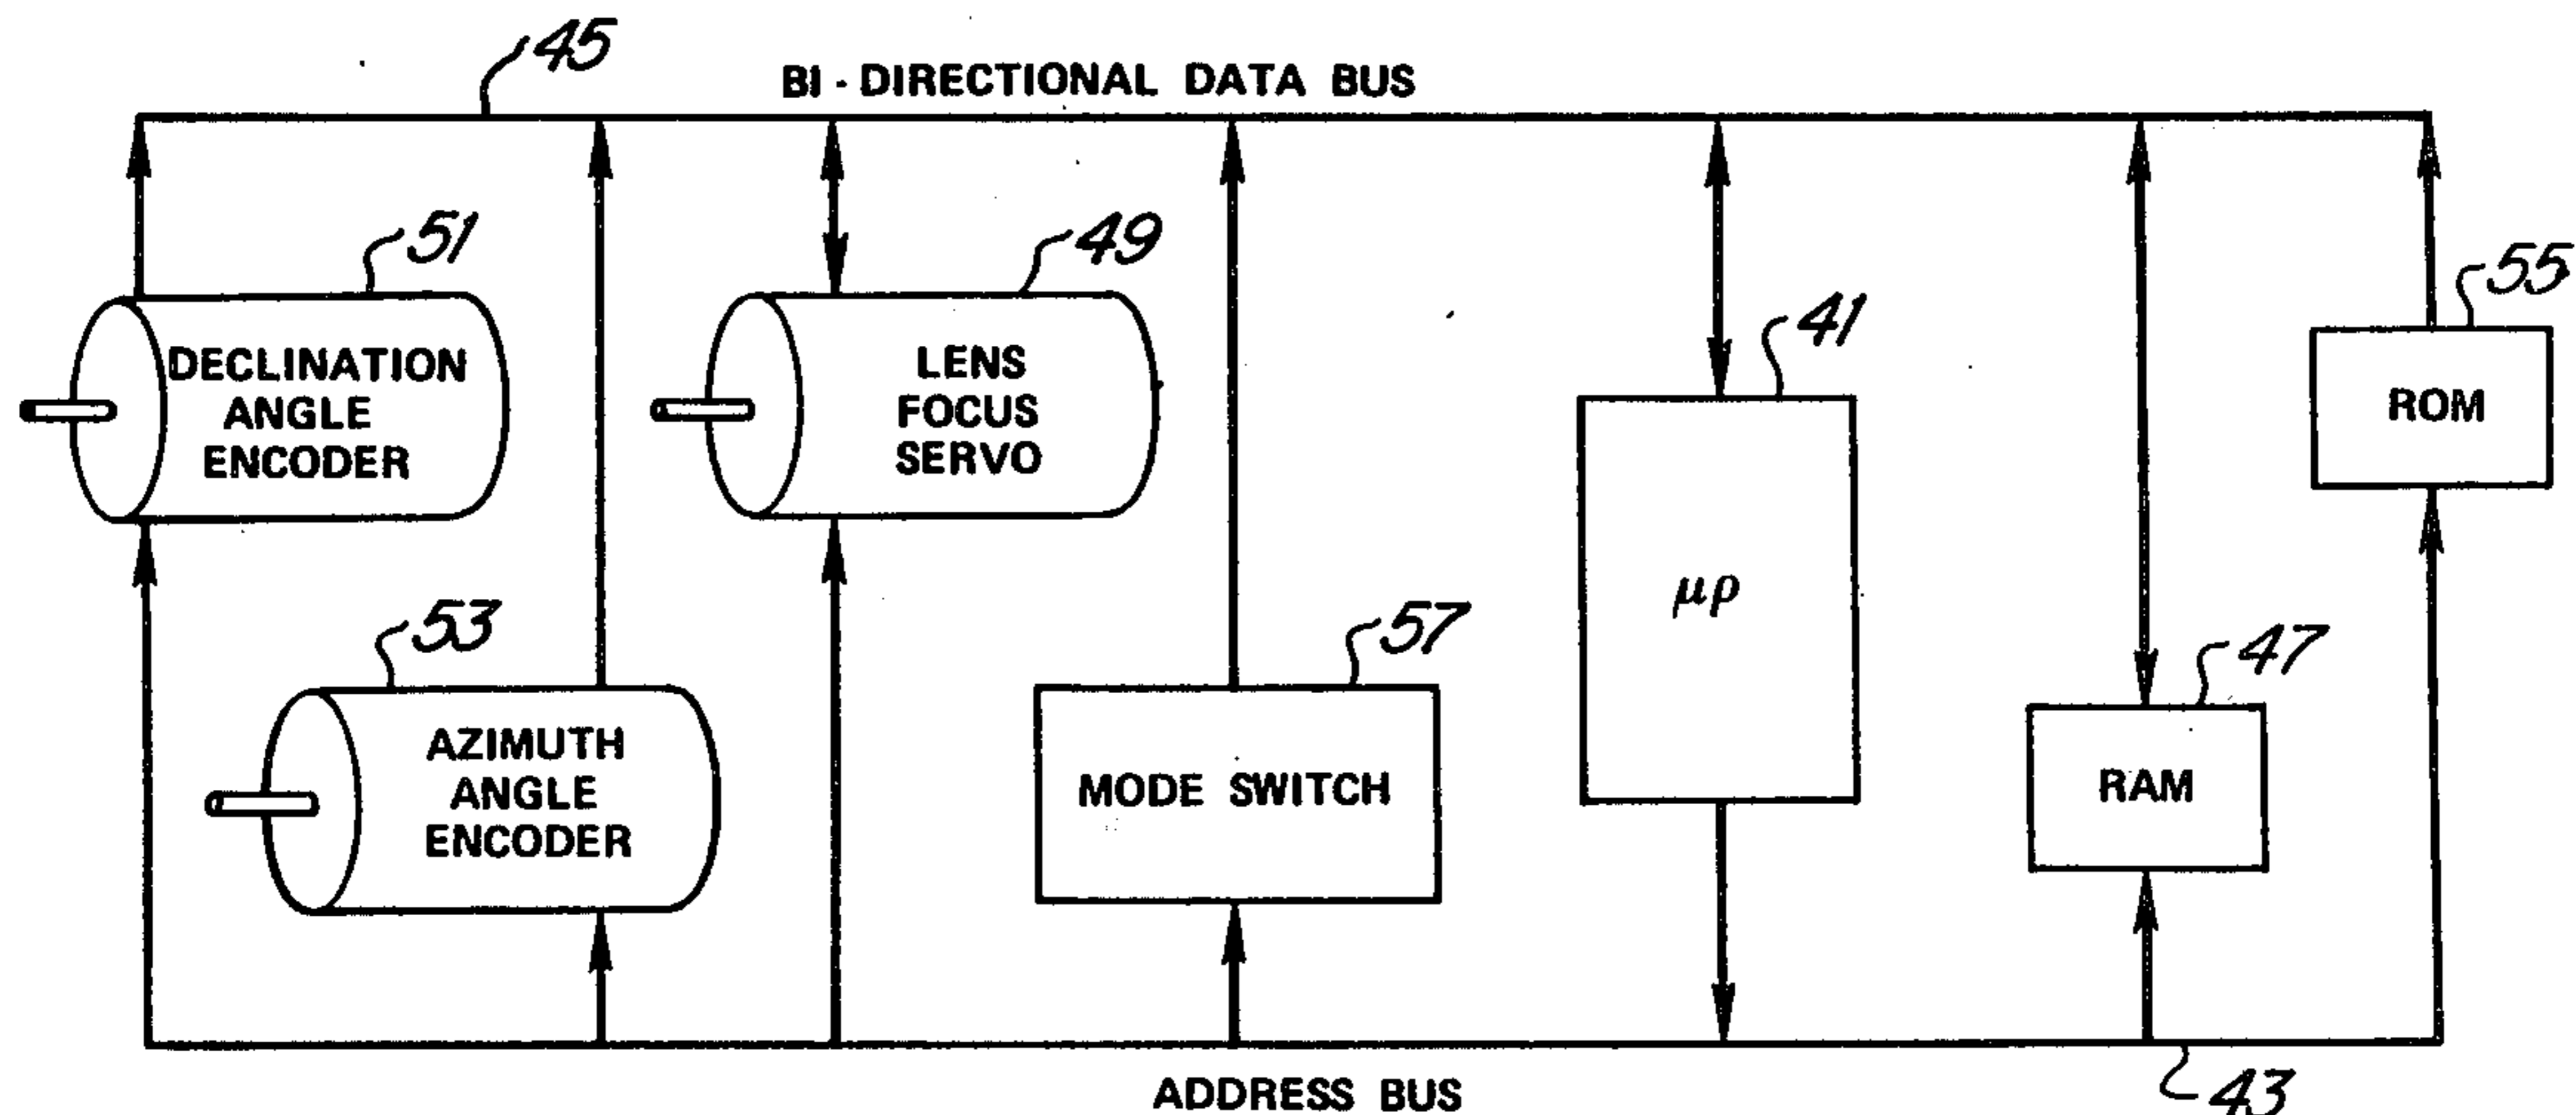 45
BI - DIRECTIONAL DATA BUS
51
DECLINATION
ANGLE
ENCODER
49
LENS
FOCUS
SERVO
41
μρ
55
ROM
53
AZIMUTH
ANGLE
ENCODER
57
MODE SWITCH
47
RAM
ADDRESS BUS
43